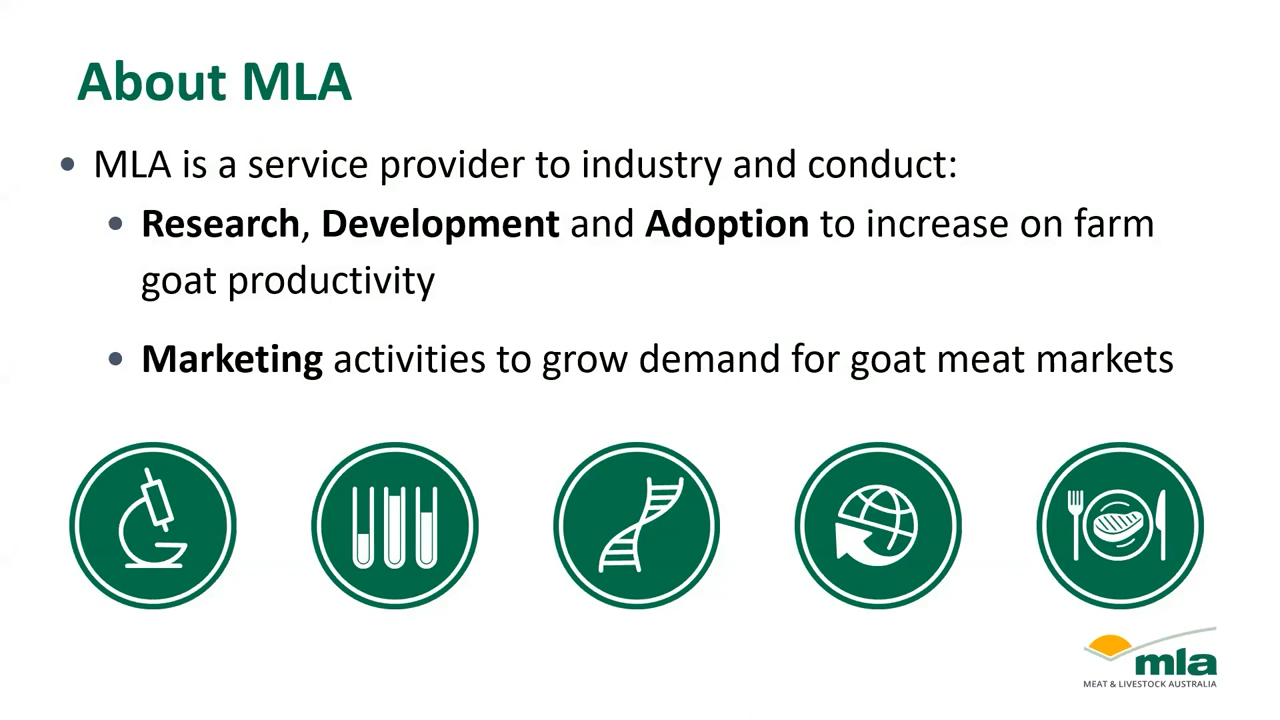 About MLA
• MLA is a service provider to industry and conduct:
• Research, Development and Adoption to increase on farm
goat productivity
• Marketing activities to grow demand for goat meat markets
mla
MEAT & LIVESTOCK AUSTRALIA